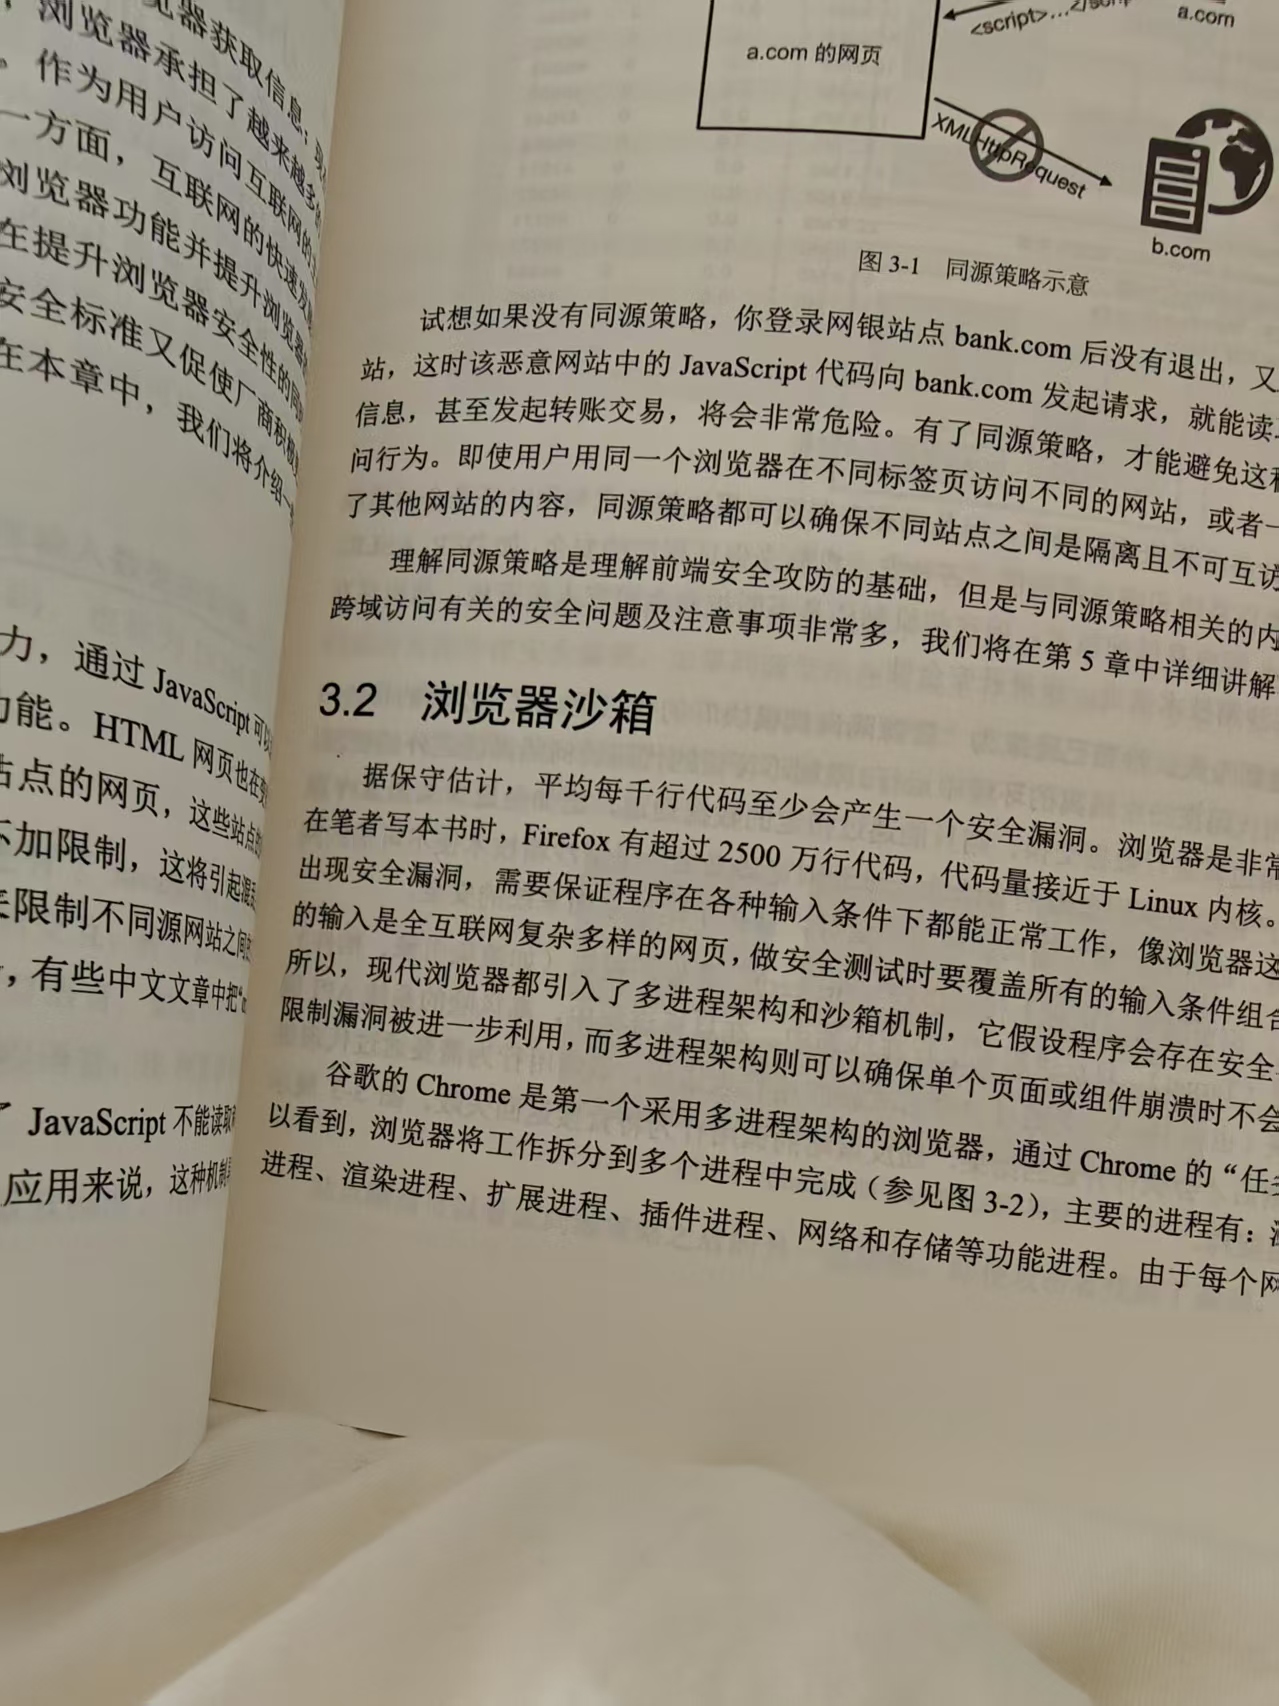 览器获取信息；现
，浏览器承担了越来越多的
。作为用户访问互联网的
一方面，互联网的快速发
浏览器功能并提升浏览器
在提升浏览器安全性的同
安全标准又促使厂商积极
在本章中，我们将介绍一
力，通过 JavaScript 可以
功能。HTML 网页也在
站点的网页，这些站点
不加限制，这将引起混
来限制不同源网站之间
，有些中文文章中把“
了 JavaScript 不能读取
应用来说，这种机制
<script>…
a.com
a.com 的网页
XMLHttpRequest
b.com
图 3-1 同源策略示意
试想如果没有同源策略，你登录网银站点 bank.com 后没有退出，又
站，这时该恶意网站中的 JavaScript 代码向 bank.com 发起请求，就能读
信息，甚至发起转账交易，将会非常危险。有了同源策略，才能避免这种
问行为。即使用户用同一个浏览器在不同标签页访问不同的网站，或者一
了其他网站的内容，同源策略都可以确保不同站点之间是隔离且不可互访
理解同源策略是理解前端安全攻防的基础，但是与同源策略相关的内
跨域访问有关的安全问题及注意事项非常多，我们将在第 5 章中详细讲解
3.2 浏览器沙箱
据保守估计，平均每千行代码至少会产生一个安全漏洞。浏览器是非常
在笔者写本书时，Firefox 有超过 2500 万行代码，代码量接近于 Linux 内核。
出现安全漏洞，需要保证程序在各种输入条件下都能正常工作，像浏览器这
的输入是全互联网复杂多样的网页，做安全测试时要覆盖所有的输入条件组合
所以，现代浏览器都引入了多进程架构和沙箱机制，它假设程序会存在安全
限制漏洞被进一步利用，而多进程架构则可以确保单个页面或组件崩溃时不会
谷歌的 Chrome 是第一个采用多进程架构的浏览器，通过 Chrome 的“任务
以看到，浏览器将工作拆分到多个进程中完成（参见图 3-2），主要的进程有：
进程、渲染进程、扩展进程、插件进程、网络和存储等功能进程。由于每个网